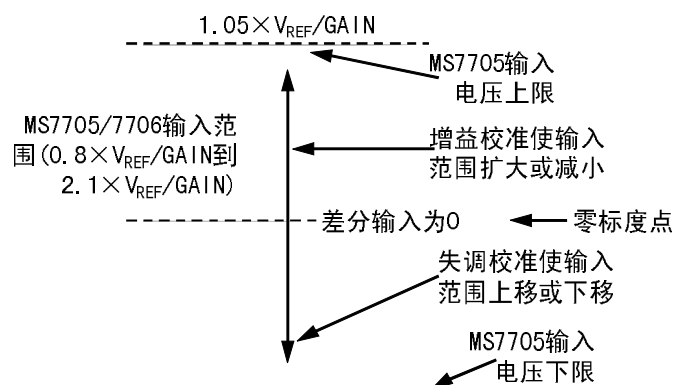 1.05×VREF/GAIN
MS7705输入
电压上限
MS7705/7706输入范
围(0.8×VREF/GAIN到
2.1×VREF/GAIN)
增益校准使输入
范围扩大或减小
差分输入为0
零标度点
失调校准使输入
范围上移或下移
MS7705输入
电压下限